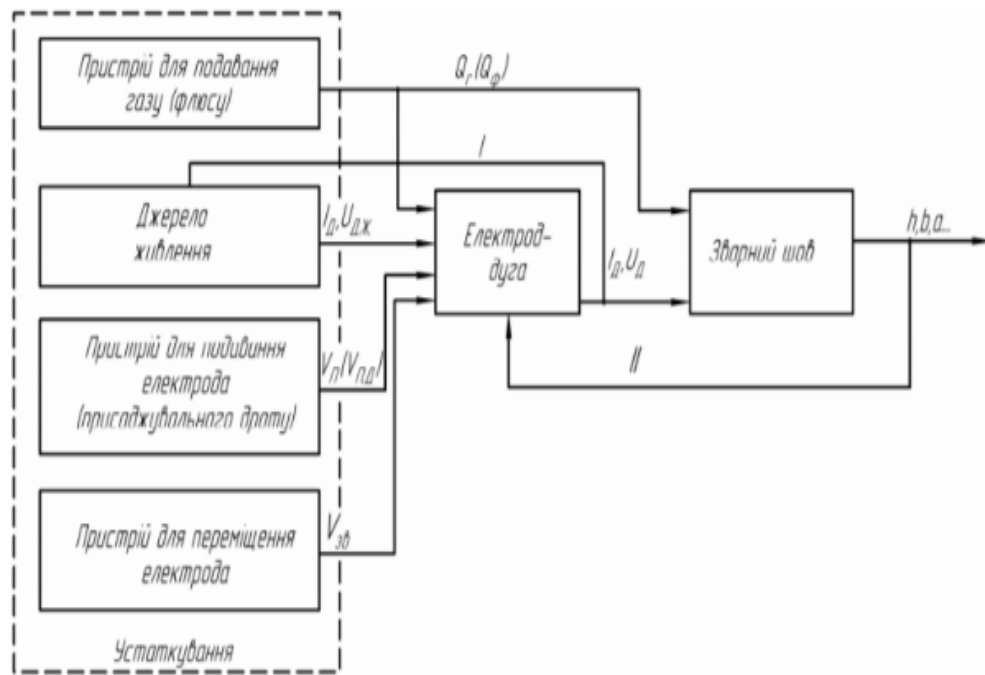 Пристрій для подавання
газу (флюсу)
Q_г(Q_ф)
I
Джерело
живлення
I_Д,U_Д.Ж.
Електрод-
дуга
I_Д,U_Д
Зварний шов
h,b,a...
Пристрій для
електрода
(присаджувального дроту)
V_П(V_ПД)
II
Пристрій для переміщення
електрода
V_зв
Устаткування